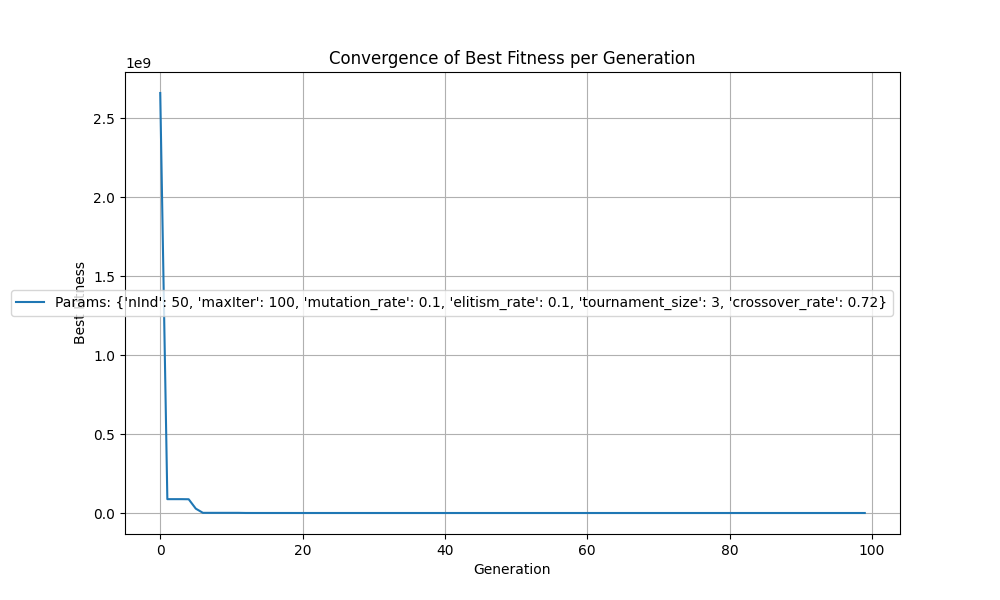 Convergence of Best Fitness per Generation
1e9
2.5
2.0
1.5
1.0
0.5
0.0
Params: {'nInd': 50, 'maxIter': 100, 'mutation_rate': 0.1, 'elitism_rate': 0.1, 'tournament_size': 3, 'crossover_rate': 0.72}
Best Fitness
0 20 40 60 80 100
Generation